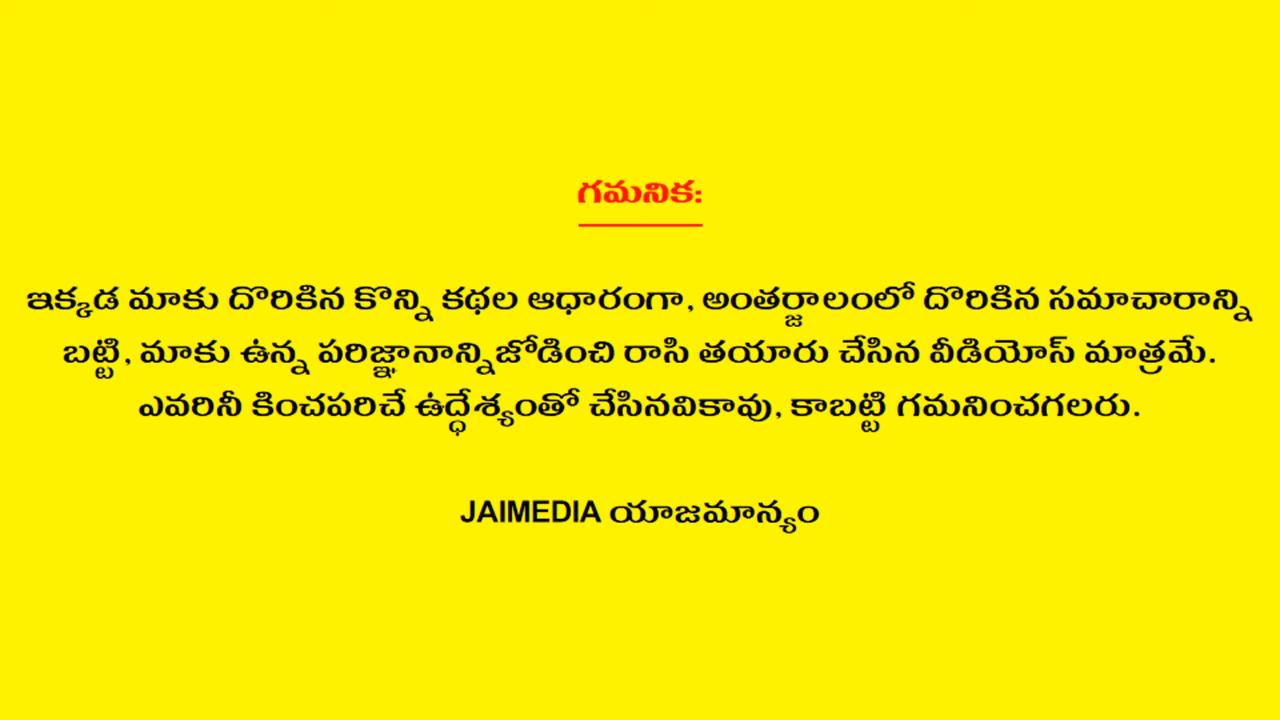 గమనిక:
ఇక్కడ మాకు దొరికిన కొన్ని కథల ఆధారంగా, అంతర్జాలంలో దొరికిన సమాచారాన్ని
బట్టి, మాకు ఉన్న పరిజ్ఞానాన్నిజోడించి రాసి తయారు చేసిన వీడియోస్ మాత్రమే.
ఎవరినీ కించపరిచే ఉద్ధేశ్యంతో చేసినవికావు, కాబట్టి గమనించగలరు.
JAIMEDIA యాజమాన్యం